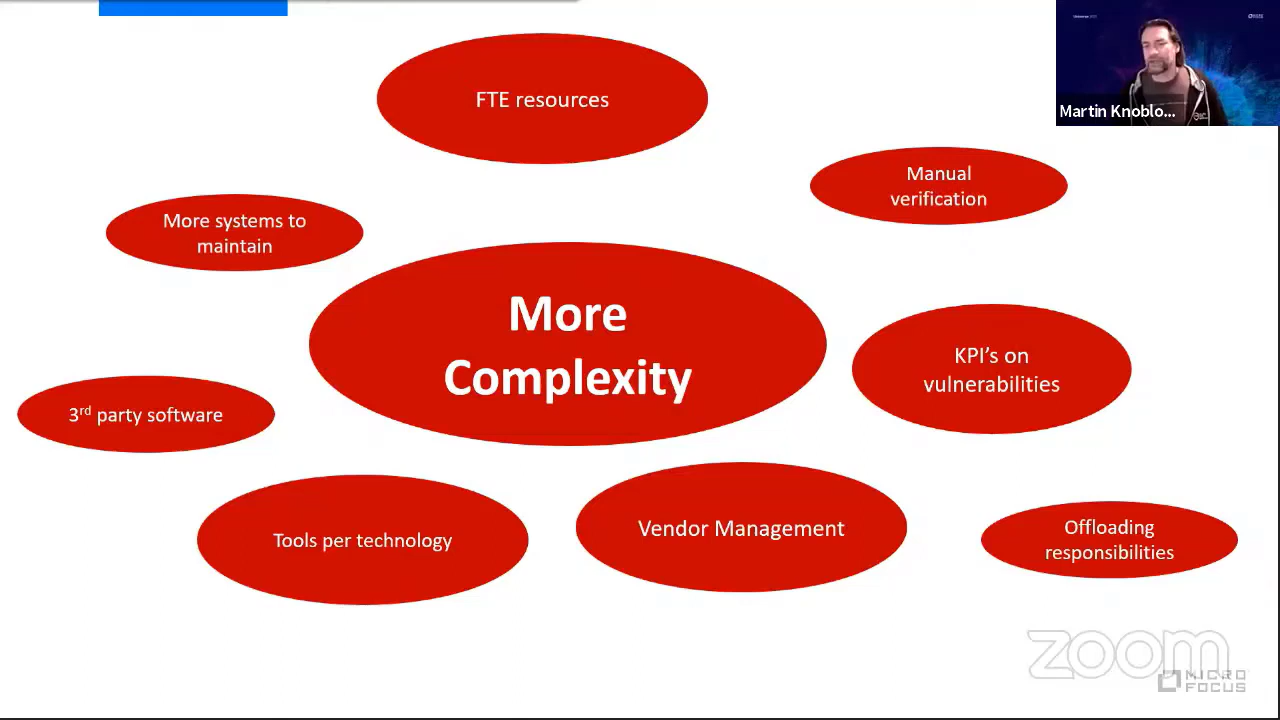 FTE resources
Martin Knoblo...
Manual
verification
More systems to
maintain
More
Complexity
KPI's on
vulnerabilities
3rd party software
Tools per technology
Vendor Management
Offloading
responsibilities
zoom
MICRO
FOCUS